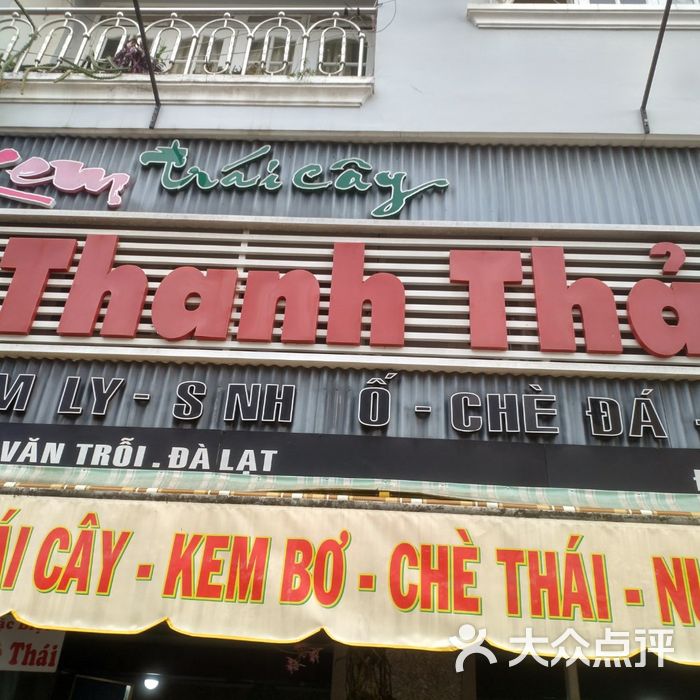 Kem trái cây
Thanh Thả
M LY - S NH Ố - CHÈ ĐÁ -
VĂN TRỖI . ĐÀ LẠT
ÁI CÂY - KEM BƠ - CHÈ THÁI - N
Thái
大众点评